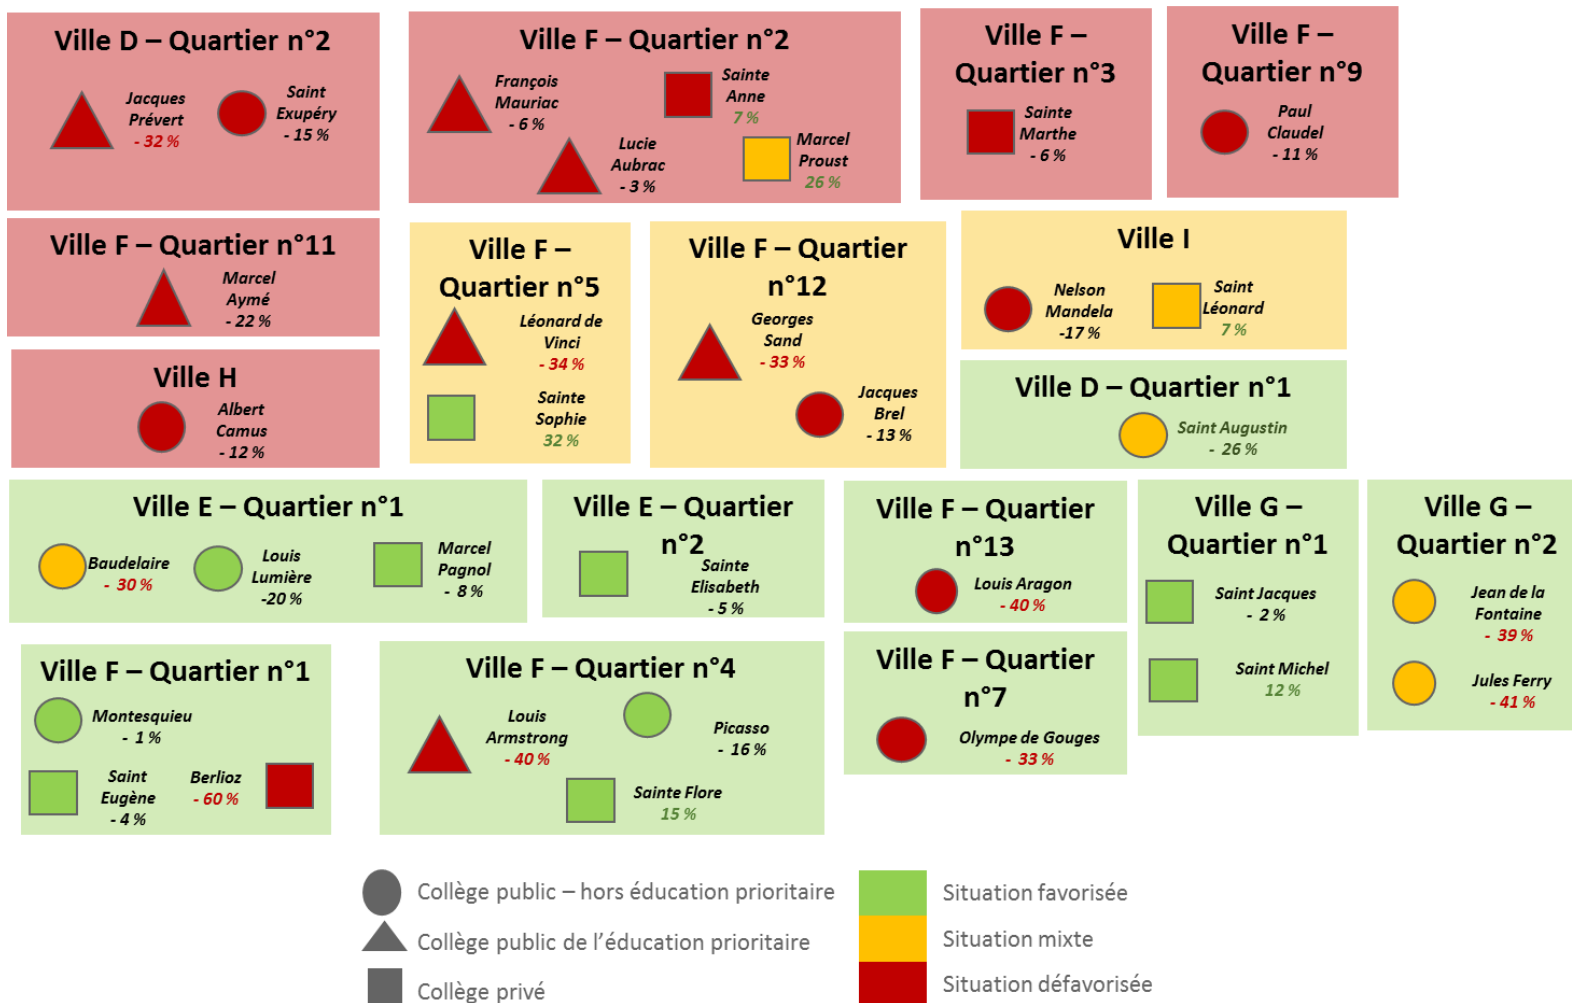 Ville D – Quartier n°2
Jacques
Prévert
- 32 %
Saint
Exupéry
- 15 %
Ville F – Quartier n°2
François
Mauriac
- 6 %
Sainte
Anne
7 %
Lucie
Aubrac
- 3 %
Marcel
Proust
26 %
Ville F –
Quartier n°3
Sainte
Marthe
- 6 %
Ville F –
Quartier n°9
Paul
Claudel
- 11 %
Ville F – Quartier n°11
Marcel
Aymé
- 22 %
Ville H
Albert
Camus
- 12 %
Ville F –
Quartier n°5
Léonard de
Vinci
- 34 %
Sainte
Sophie
32 %
Ville F – Quartier
n°12
Georges
Sand
- 33 %
Jacques
Brel
- 13 %
Ville I
Nelson
Mandela
-17 %
Saint
Léonard
7 %
Ville D – Quartier n°1
Saint Augustin
- 26 %
Ville E – Quartier n°1
Baudelaire
- 30 %
Louis
Lumière
-20 %
Marcel
Pagnol
- 8 %
Ville E – Quartier
n°2
Sainte
Elisabeth
- 5 %
Ville F – Quartier
n°13
Louis Aragon
- 40 %
Ville G –
Quartier n°1
Saint Jacques
- 2 %
Saint Michel
12 %
Ville G –
Quartier n°2
Jean de la
Fontaine
- 39 %
Jules Ferry
- 41 %
Ville F – Quartier n°1
Montesquieu
- 1 %
Saint
Eugène
- 4 %
Berlioz
- 60 %
Ville F – Quartier n°4
Louis
Armstrong
- 40 %
Picasso
- 16 %
Sainte Flore
15 %
Ville F – Quartier
n°7
Olympe de Gouges
- 33 %
Collège public – hors éducation prioritaire
Collège public de l'éducation prioritaire
Collège privé
Situation favorisée
Situation mixte
Situation défavorisée